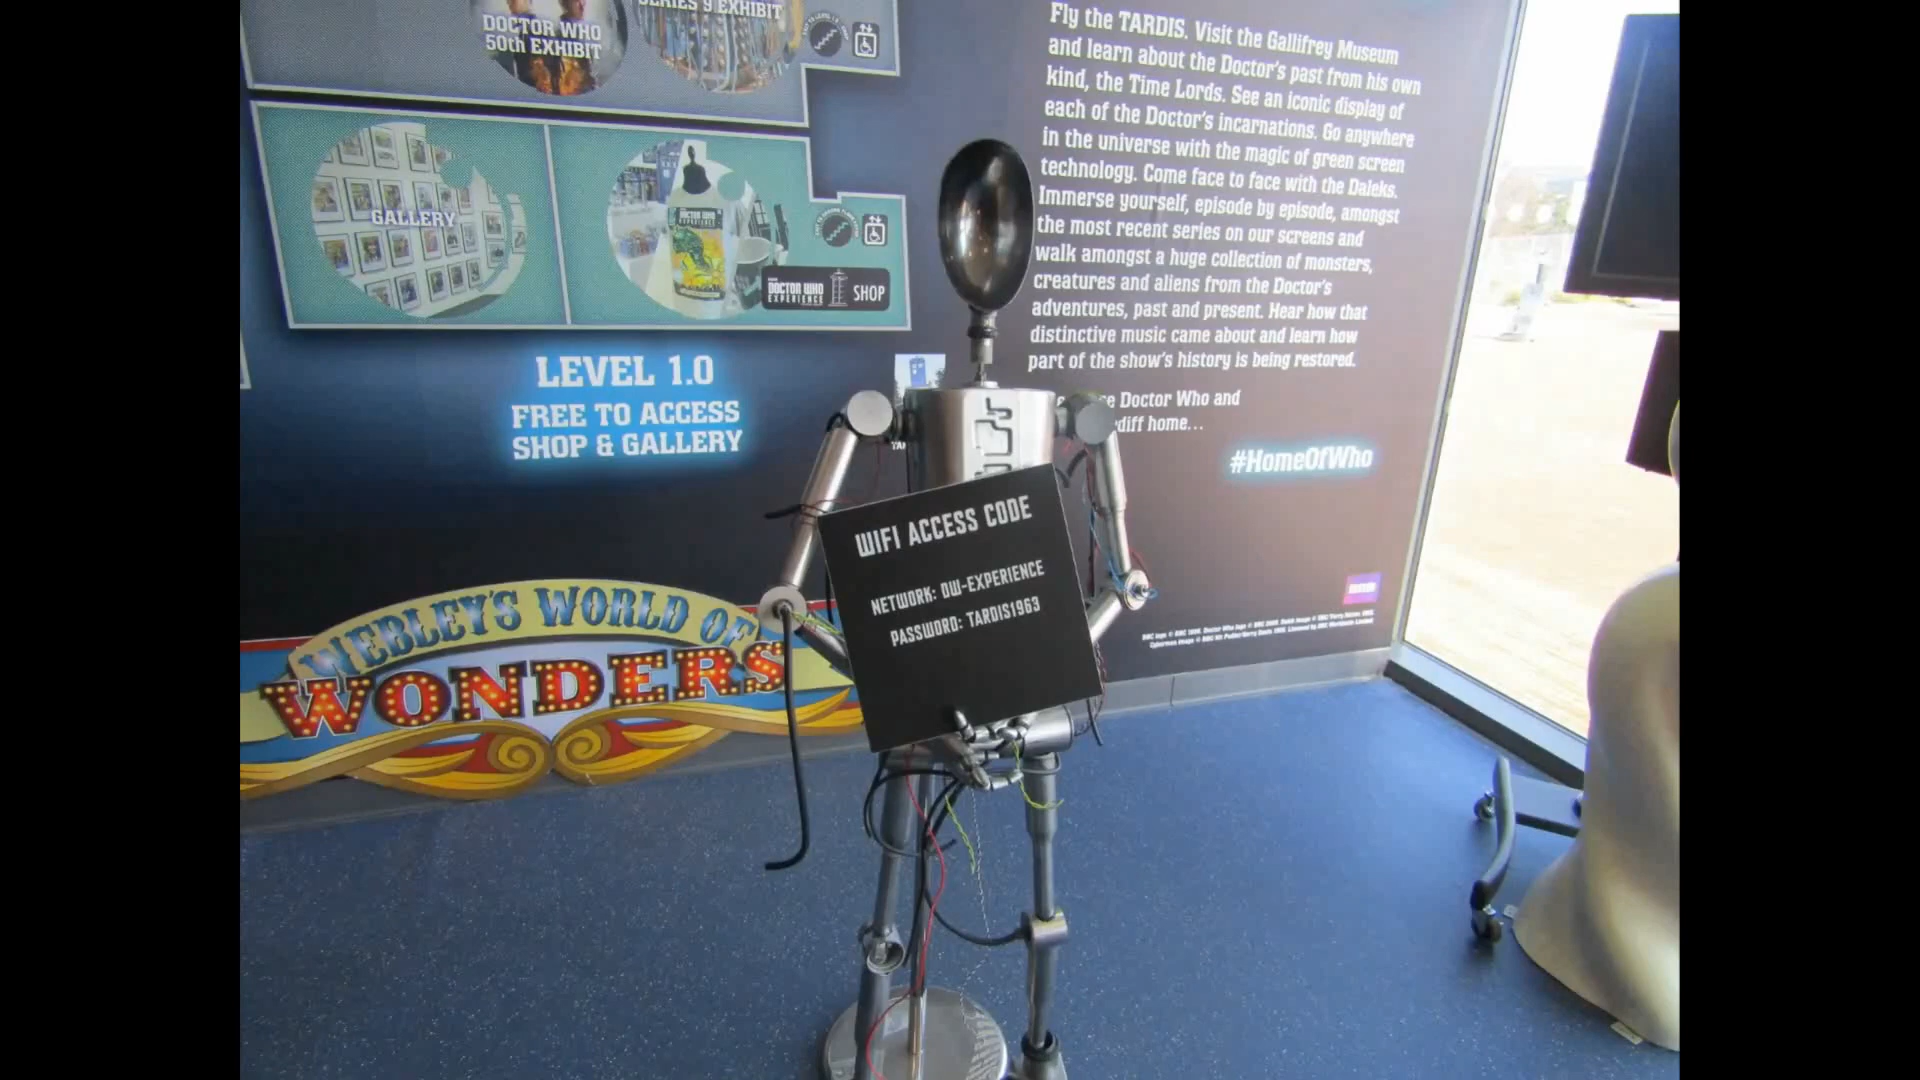 DOCTOR WHO
50th EXHIBIT
SERIES 9 EXHIBIT
GALLERY
DOCTOR WHO
EXPERIENCE
DOCTOR WHO
EXPERIENCE
SHOP
LEVEL 1.0
FREE TO ACCESS
SHOP & GALLERY
Fly the TARDIS. Visit the Gallifrey Museum
and learn about the Doctor's past from his own
kind, the Time Lords. See an iconic display of
each of the Doctor's incarnations. Go anywhere
in the universe with the magic of green screen
technology. Come face to face with the Daleks.
Immerse yourself, episode by episode, amongst
the most recent series on our screens and
walk amongst a huge collection of monsters,
creatures and aliens from the Doctor's
adventures, past and present. Hear how that
distinctive music came about and learn how
part of the show's history is being restored.
Doctor Who and
diff home...
#HomeOfWho
WIFI ACCESS CODE
NETWORK: DW-EXPERIENCE
PASSWORD: TARDIS1963
WEBLEY'S WORLD OF
WONDERS
BBC